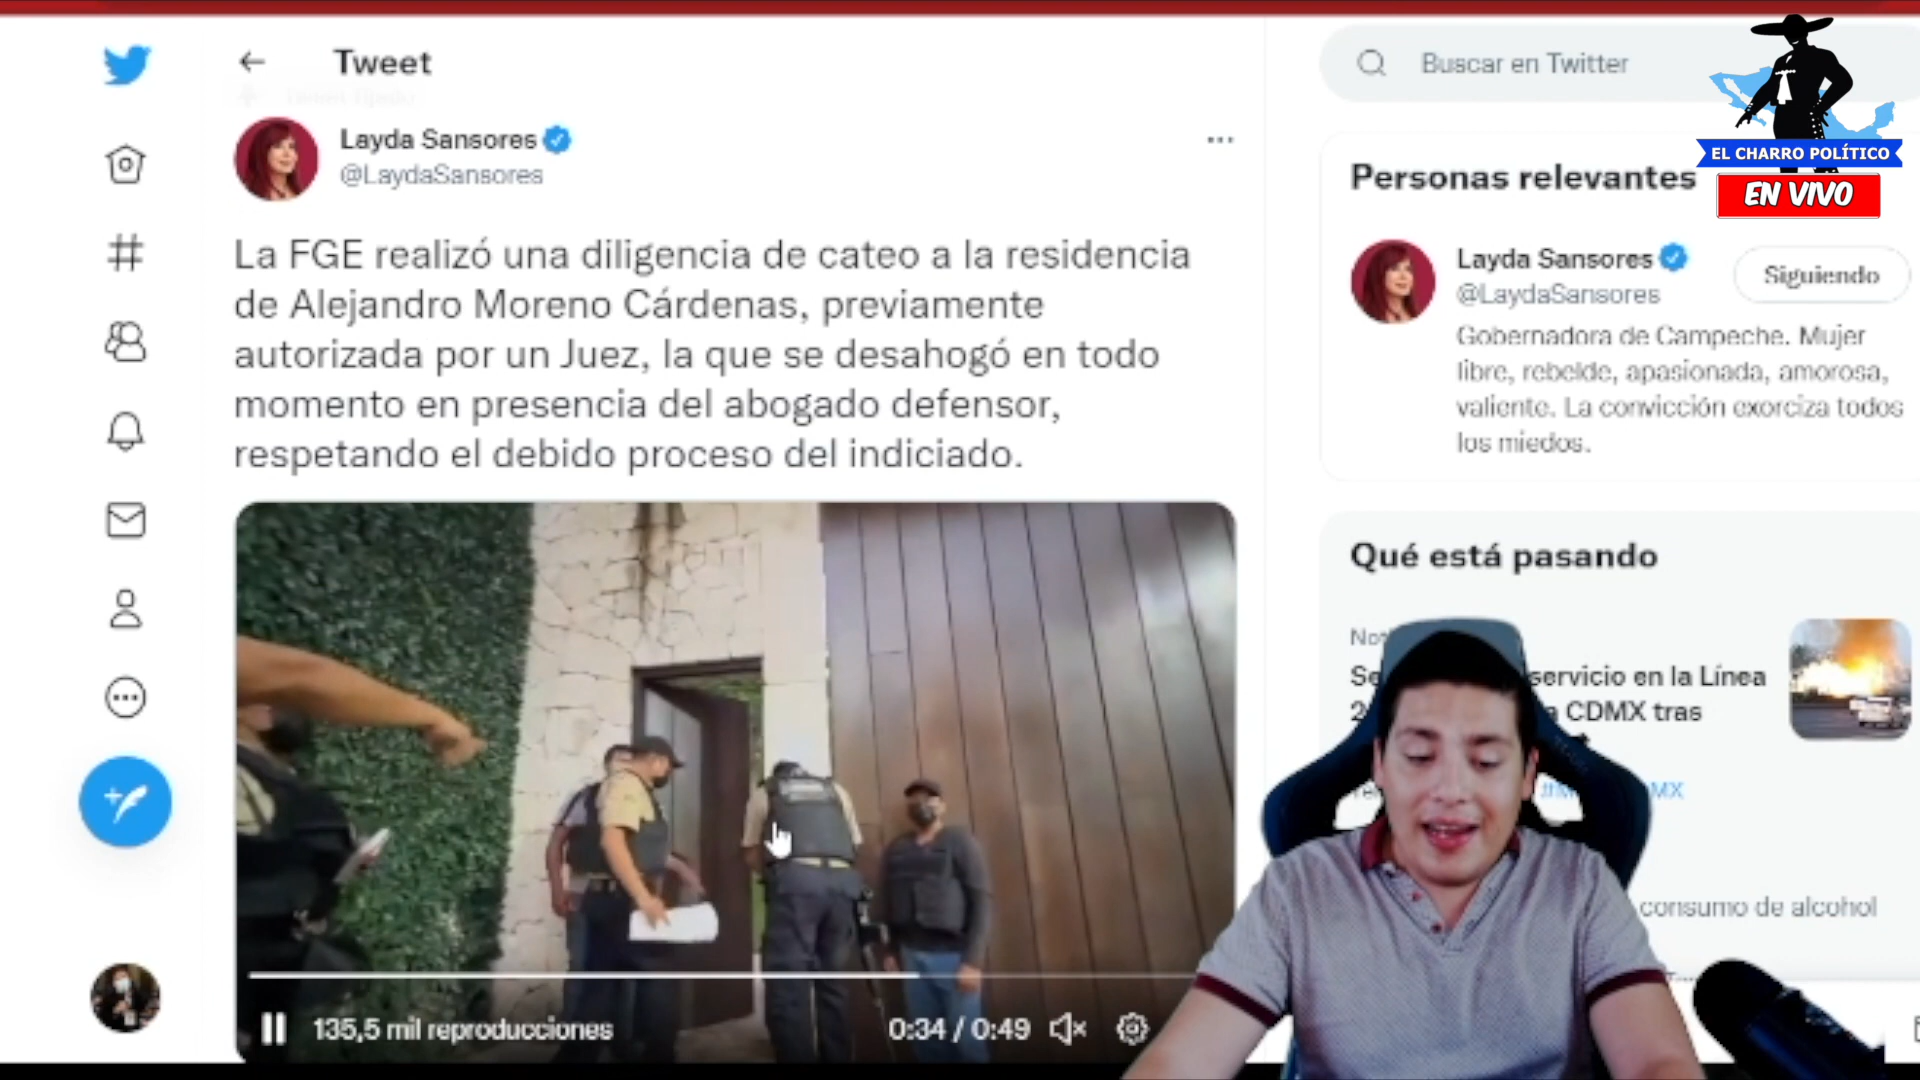 Tweet
Layda Sansores
@LaydaSansores
La FGE realizó una diligencia de cateo a la residencia
de Alejandro Moreno Cárdenas, previamente
autorizada por un Juez, la que se desahogó en todo
momento en presencia del abogado defensor,
respetando el debido proceso del indiciado.
135,5 mil reproducciones
0:34 / 0:49
Buscar en Twitter
EL CHARRO POLÍTICO
EN VIVO
Personas relevantes
Layda Sansores
@LaydaSansores
Siguiendo
Gobernadora de Campeche. Mujer
libre, rebelde, apasionada, amorosa,
valiente. La convicción exorciza todos
los miedos.
Qué está pasando
servicio en la Línea
CDMX tras
consumo de alcohol